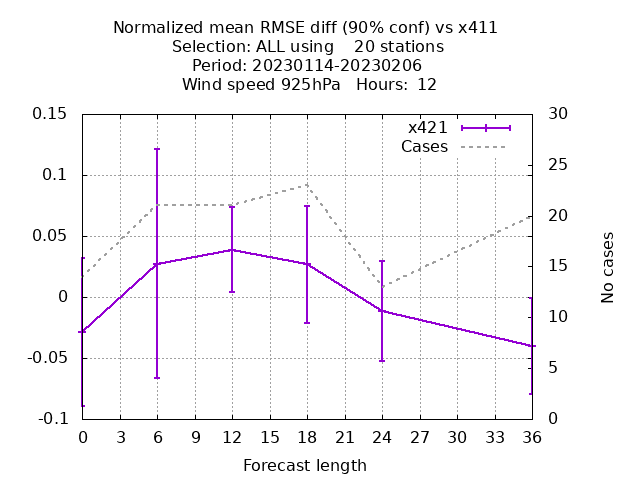 Normalized mean RMSE diff (90% conf) vs x411
Selection: ALL using    20 stations
Period: 20230114-20230206
Wind speed 925hPa   Hours:  12
x421
Cases
0.15
0.1
0.05
0
-0.05
-0.1
30
25
20
15
10
5
0
No cases
0 3 6 9 12 15 18 21 24 27 30 33 36
Forecast length